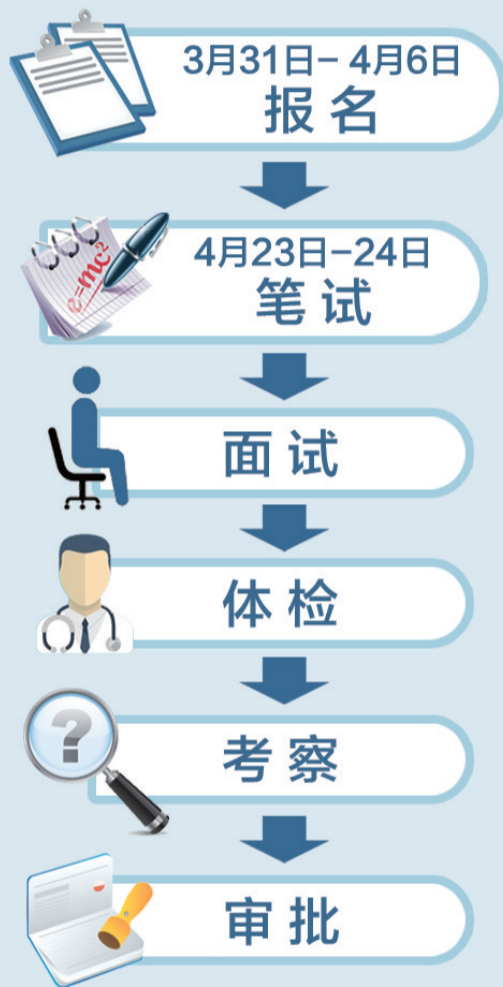 3月31日－4月6日
报名
e=mc²
4月23日－24日
笔试
面试
体检
?
考察
审批